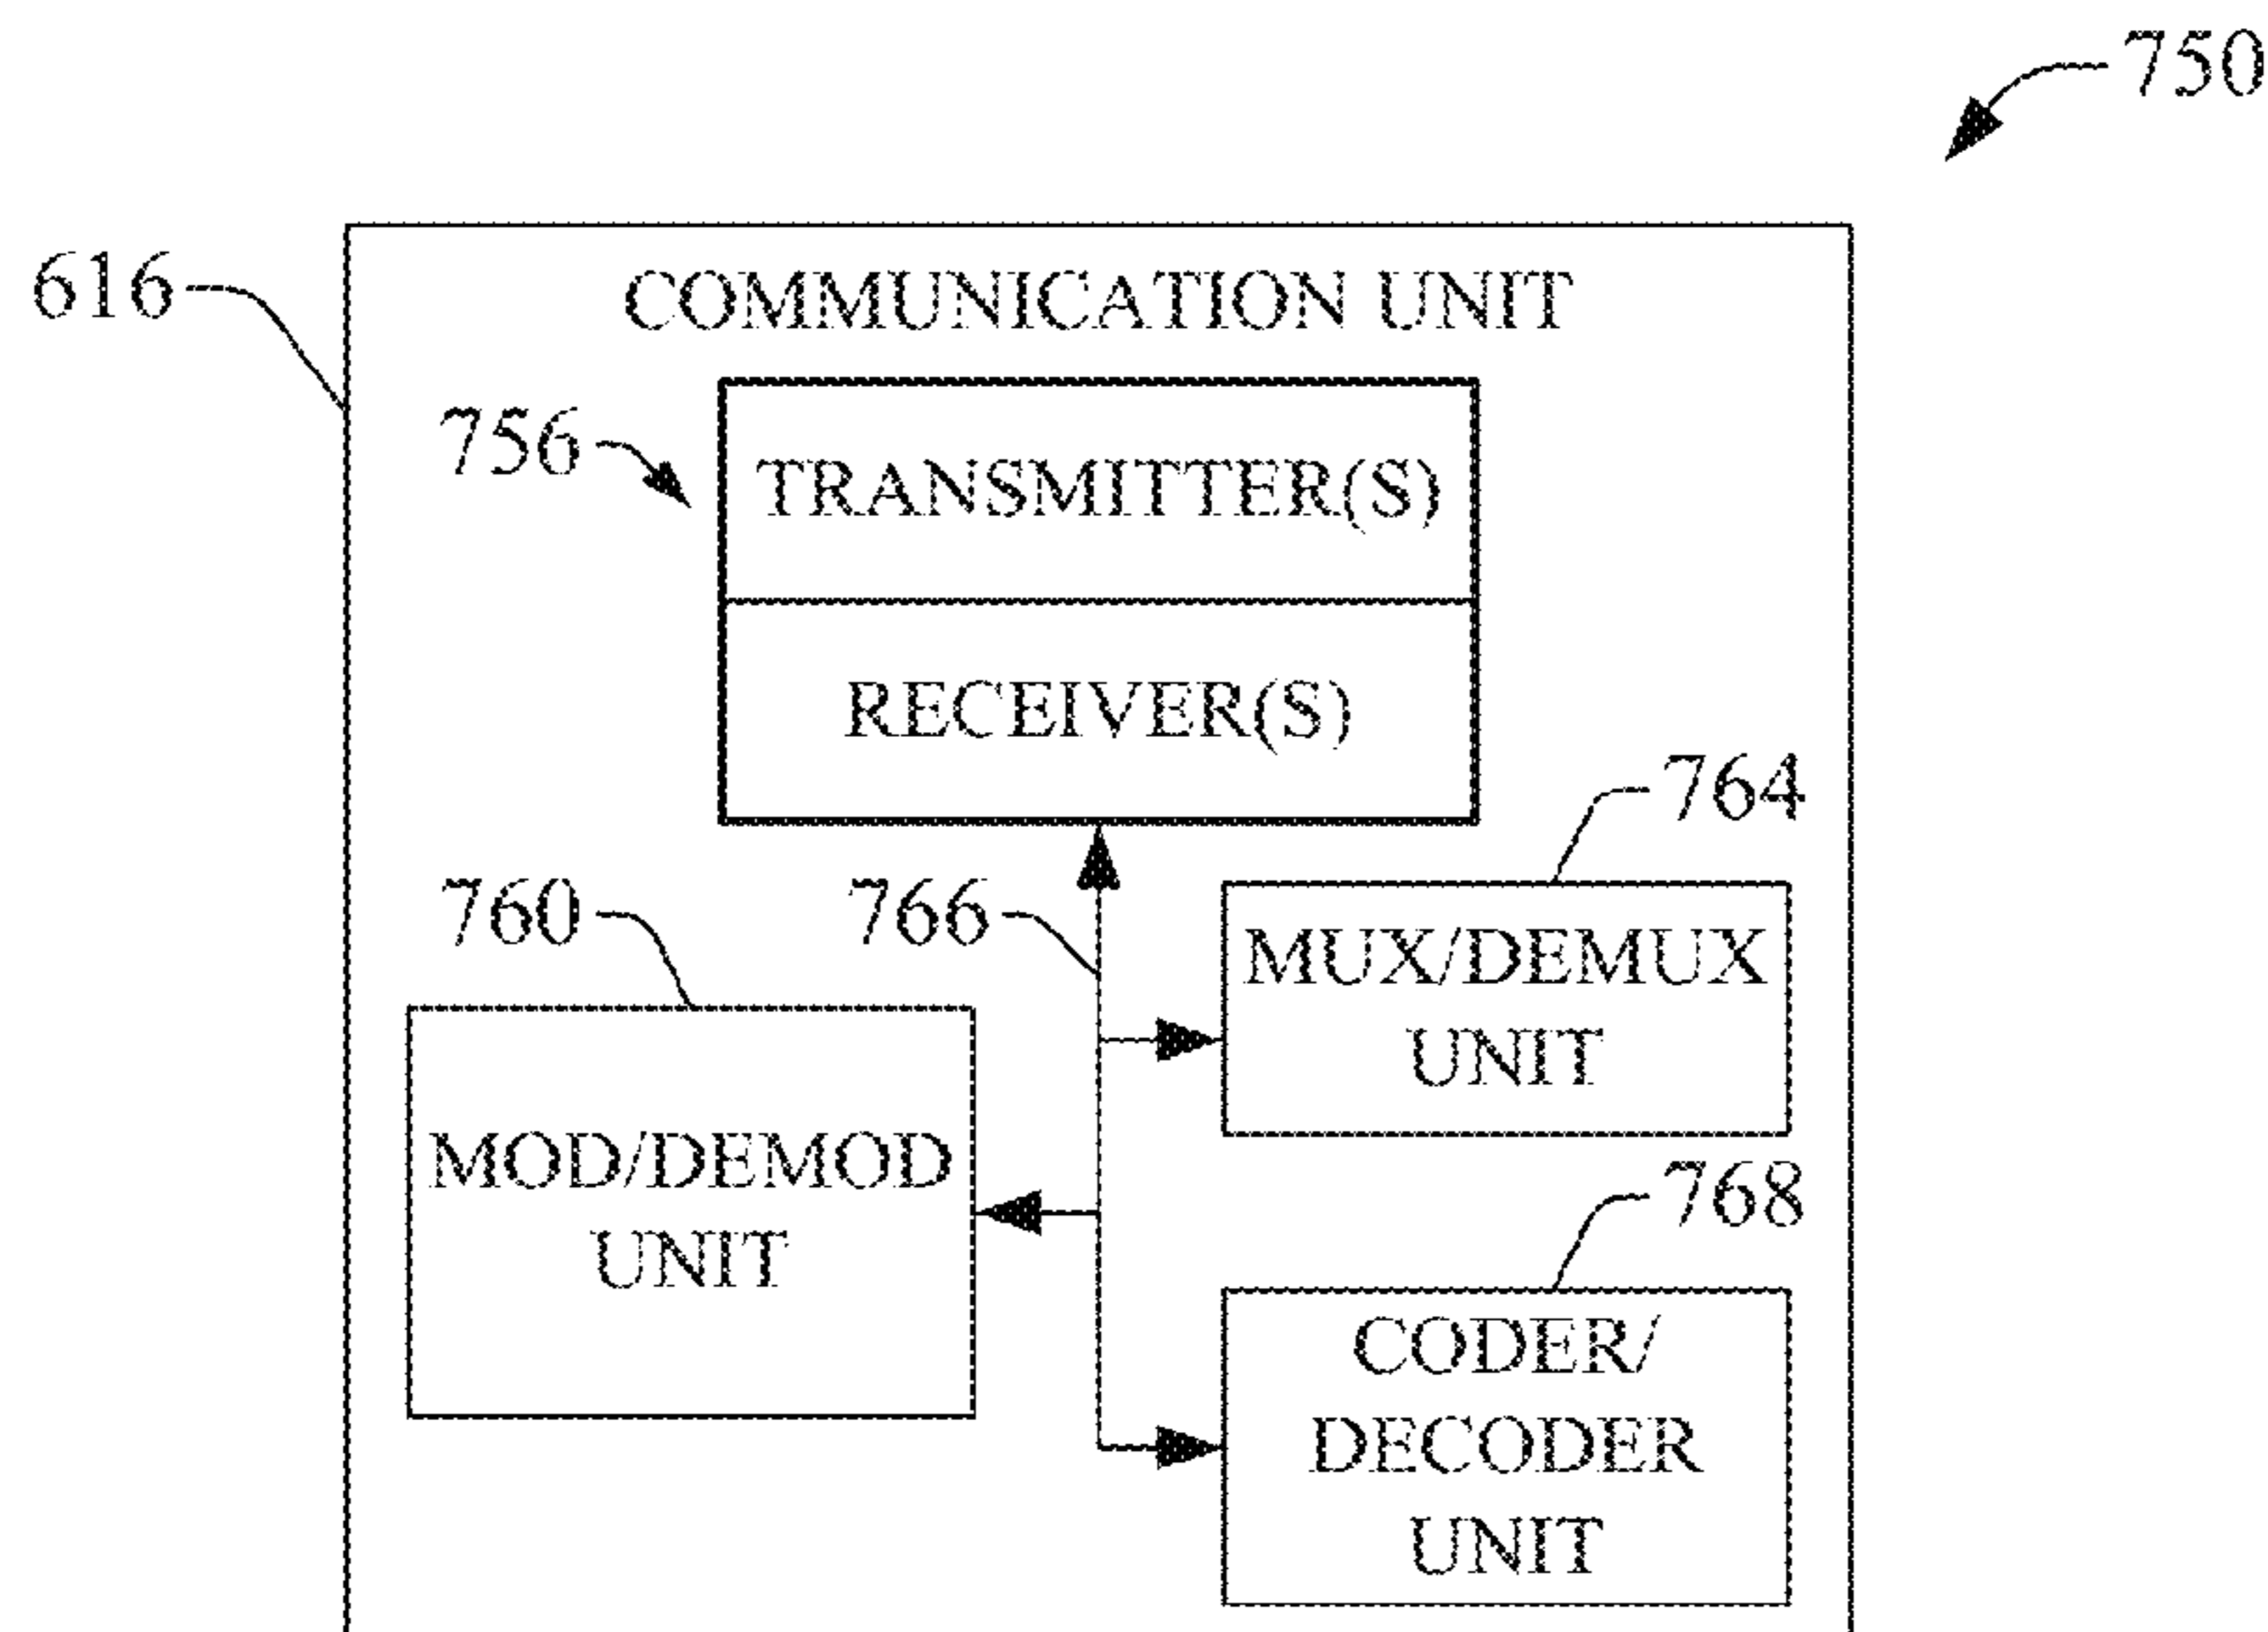 750
616
COMMUNICATION UNIT
756
TRANSMITTER(S)
RECEIVER(S)
764
760
766
MUX/DEMUX
UNIT
MOD/DEMOD
UNIT
768
CODER/
DECODER
UNIT